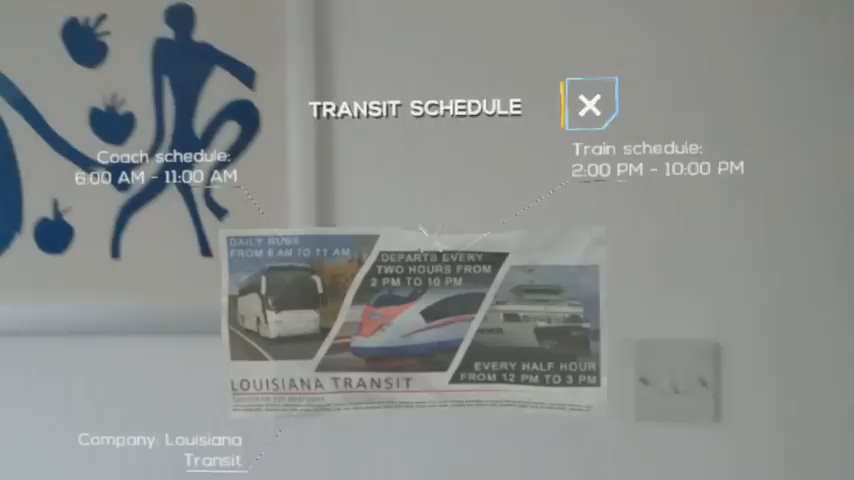 TRANSIT SCHEDULE
Coach schedule:
6:00 AM - 11:00 AM
Train schedule:
2:00 PM - 10:00 PM
DAILY RUNS
FROM 6 AM TO 11 AM
DEPARTS EVERY
TWO HOURS FROM
2 PM TO 10 PM
EVERY HALF HOUR
FROM 12 PM TO 3 PM
LOUISIANA TRANSIT
Company: Louisiana
Transit